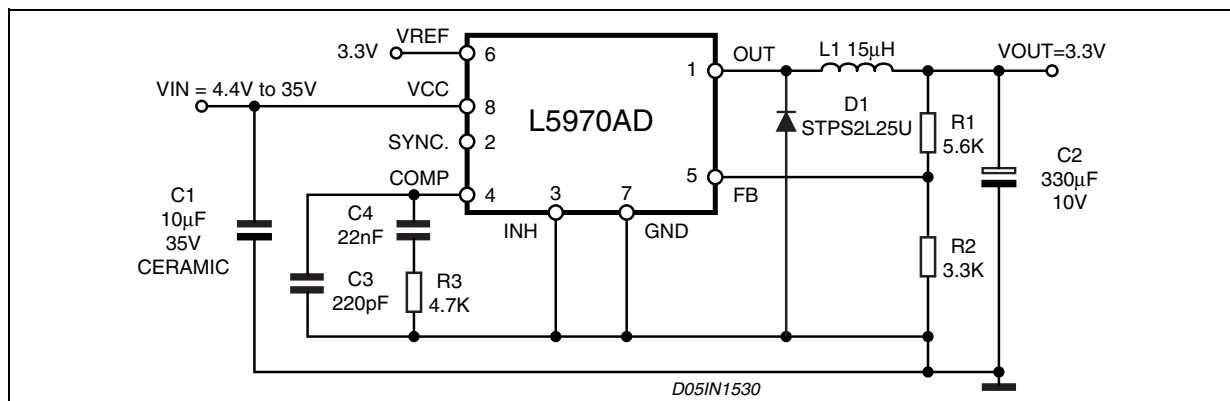 VREF
3.3V
6
VIN = 4.4V to 35V
VCC
8
SYNC.
2
COMP
4
L5970AD
1
OUT
L1 15µH
VOUT=3.3V
D1
STPS2L25U
R1
5.6K
5
FB
C2
330µF
10V
R2
3.3K
3
INH
7
GND
C1
10µF
35V
CERAMIC
C4
22nF
C3
220pF
R3
4.7K
D05IN1530